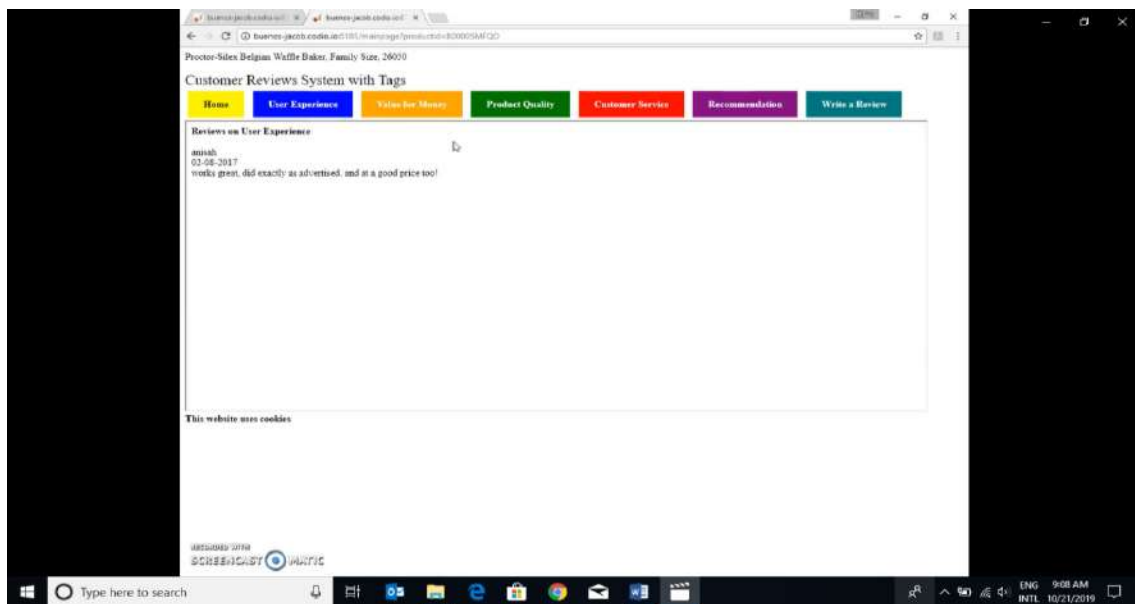 Proctor-Silex Belgian Waffle Baker, Family Size, 26050
Customer Reviews System with Tags
Home User Experience Value for Money Product Quality Customer Service Recommendation Write a Review
Reviews on User Experience
anisah
works great, did exactly as advertised, and at a good price too!
This website uses cookies
RECORDED WITH
SCREENCAST MATIC
Type here to search
ENG 9:08 AM
INTL 10/21/2019